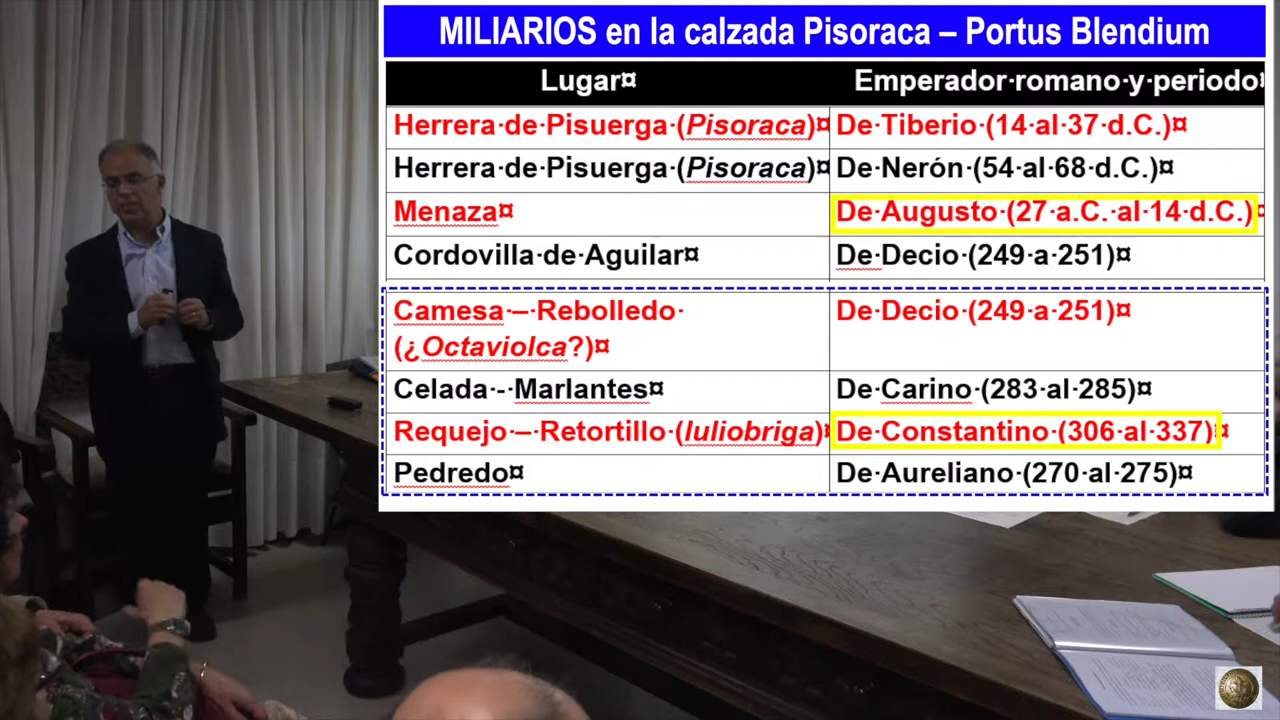 MILIARIOS en la calzada Pisoraca – Portus Blendium
Lugar¤ Emperador·romano·y·periodo¤
Herrera·de·Pisuerga·(Pisoraca)¤ De·Tiberio·(14·al·37·d.C.)¤
Herrera·de·Pisuerga·(Pisoraca)¤ De·Nerón·(54·al·68·d.C.)¤
Menaza¤ De·Augusto·(27·a.C.·al·14·d.C.)¤
Cordovilla·de·Aguilar¤ De·Decio·(249·a·251)¤
Camesa·–·Rebolledo· De·Decio·(249·a·251)¤
(¿Octaviolca?)¤
Celada·-·Marlantes¤ De·Carino·(283·al·285)¤
Requejo·–·Retortillo·(Iuliobriga)¤ De·Constantino·(306·al·337)¤
Pedredo¤ De·Aureliano·(270·al·275)¤